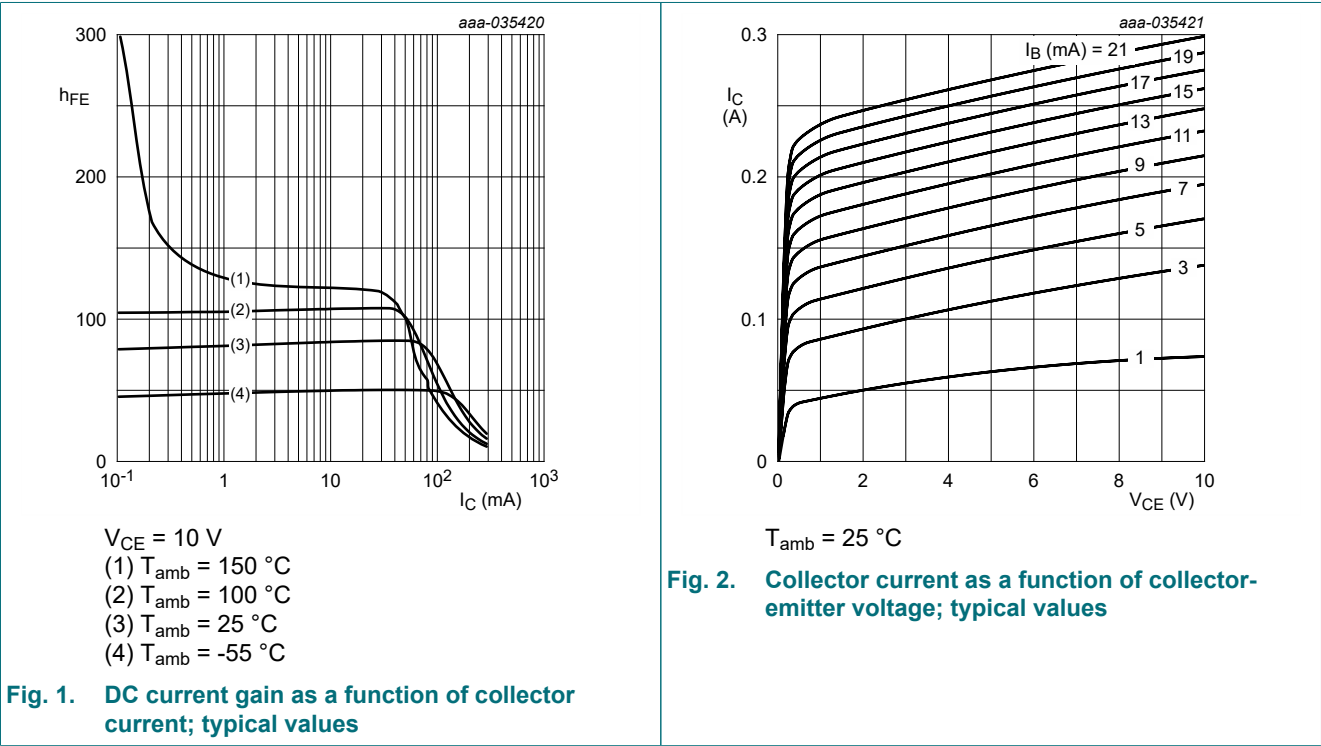 aaa-035420
300
hFE
200
100
0
(1)
(2)
(3)
(4)
10-1
1
10
10²
10³
IC (mA)
VCE = 10 V
(1) Tamb = 150 °C
(2) Tamb = 100 °C
(3) Tamb = 25 °C
(4) Tamb = -55 °C
Fig. 1. DC current gain as a function of collector
current; typical values
aaa-035421
0.3
IC
(A)
0.2
0.1
0
IB (mA) = 21
19
17
15
13
11
9
7
5
3
1
0
2
4
6
8
10
VCE (V)
Tamb = 25 °C
Fig. 2. Collector current as a function of collector-
emitter voltage; typical values